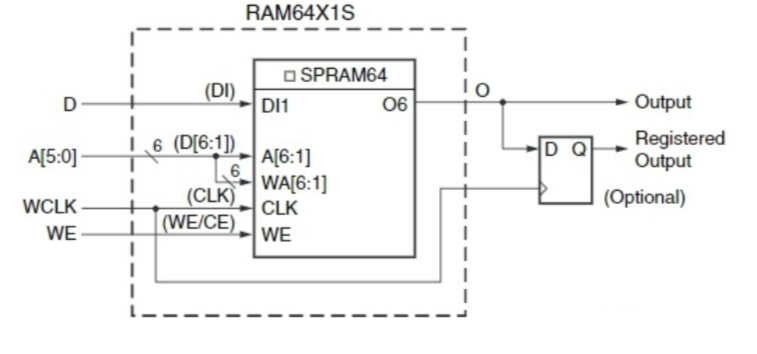 RAM64X1S
SPRAM64
D
(DI)
DI1
O6
O
Output
A[5:0]
6
(D[6:1])
A[6:1]
6
WA[6:1]
WCLK
(CLK)
CLK
WE
(WE/CE)
WE
D Q
Registered
Output
(Optional)